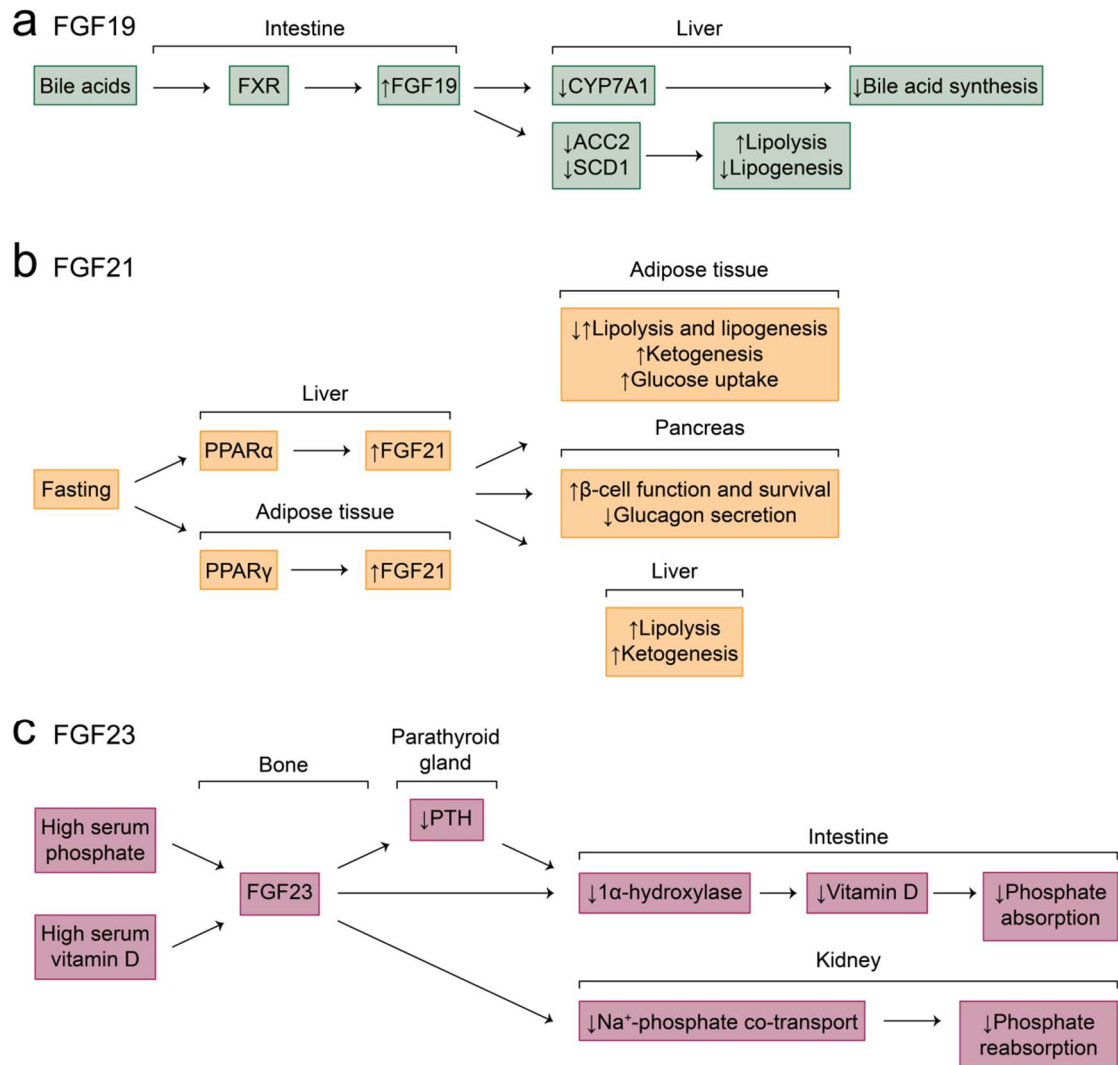 a FGF19
Intestine
Liver
Bile acids
FXR
↑FGF19
↓CYP7A1
↓Bile acid synthesis
↓ACC2
↓SCD1
↑Lipolysis
↓Lipogenesis
b FGF21
Adipose tissue
↓↑Lipolysis and lipogenesis
↑Ketogenesis
↑Glucose uptake
Liver
Pancreas
PPARα
↑FGF21
Fasting
↑β-cell function and survival
↓Glucagon secretion
Adipose tissue
PPARγ
↑FGF21
Liver
↑Lipolysis
↑Ketogenesis
c FGF23
Bone
Parathyroid
gland
↓PTH
High serum
phosphate
Intestine
FGF23
↓1α-hydroxylase
↓Vitamin D
↓Phosphate
absorption
High serum
vitamin D
Kidney
↓Na⁺-phosphate co-transport
↓Phosphate
reabsorption